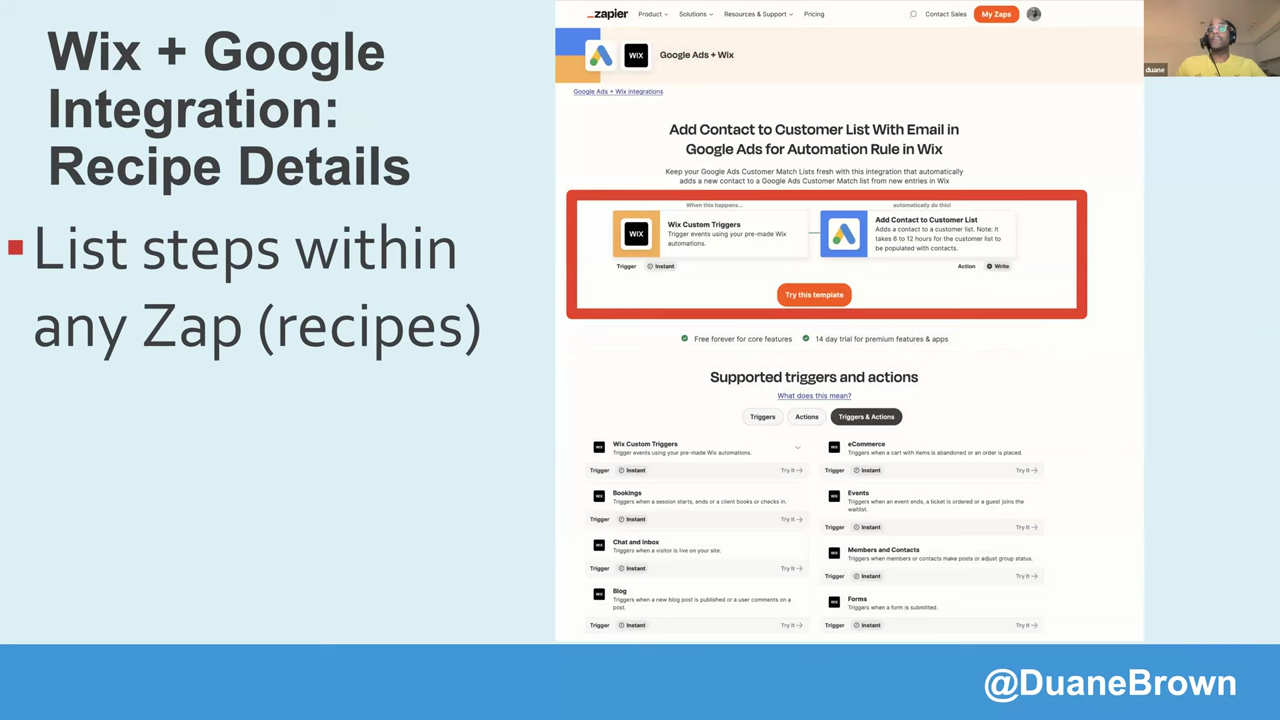 Wix + Google
Integration:
Recipe Details
List steps within
any Zap (recipes)
zapier
Product
Solutions
Resources & Support
Pricing
Contact Sales
My Zaps
WIX
Google Ads + Wix
Google Ads + Wix integrations
Add Contact to Customer List With Email in
Google Ads for Automation Rule in Wix
Keep your Google Ads Customer Match Lists fresh with this integration that automatically
adds a new contact to a Google Ads Customer Match list from new entries in Wix
When this happens...
WIX
Wix Custom Triggers
Trigger events using your pre-made Wix
automations.
Trigger
Instant
automatically do this!
Add Contact to Customer List
Adds a contact to a customer list. Note: It
takes 6 to 12 hours for the customer list to
be populated with contacts.
Action
Write
Try this template
Free forever for core features
14 day trial for premium features & apps
Supported triggers and actions
What does this mean?
Triggers
Actions
Triggers & Actions
WIX
Wix Custom Triggers
Trigger events using your pre-made Wix automations.
Trigger
Instant
Try It
WIX
Bookings
Triggers when a session starts, ends or a client books or checks in.
Trigger
Instant
Try It
WIX
Chat and Inbox
Triggers when a visitor is live on your site.
Trigger
Instant
Try It
WIX
Blog
Triggers when a new blog post is published or a user comments on a
post.
Trigger
Instant
Try It
WIX
eCommerce
Triggers when a cart with items is abandoned or an order is placed.
Trigger
Instant
Try It
WIX
Events
Triggers when an event ends, a ticket is ordered or a guest joins the
waitlist.
Trigger
Instant
Try It
WIX
Members and Contacts
Triggers when members or contacts make posts or adjust group status.
Trigger
Instant
Try It
WIX
Forms
Triggers when a form is submitted.
Trigger
Instant
Try It
duane
@DuaneBrown